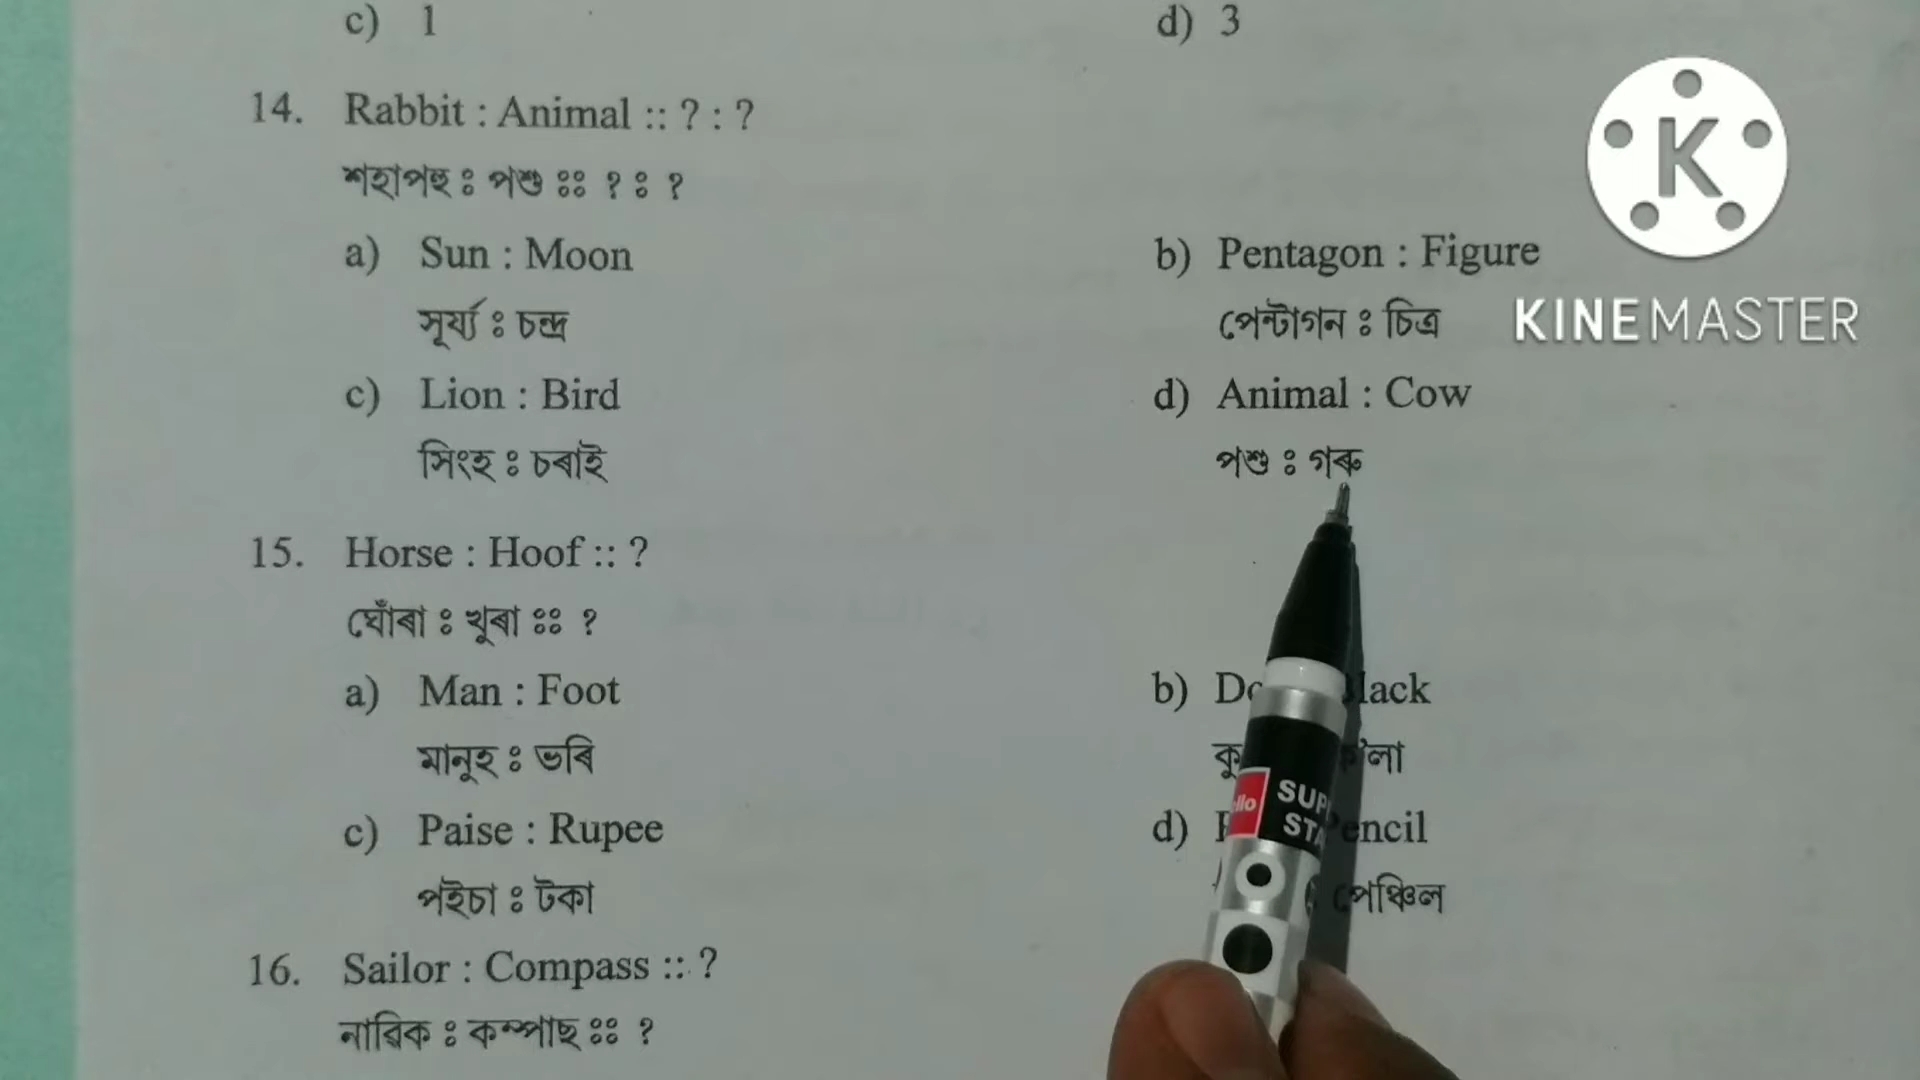 c) 1
d) 3
14. Rabbit : Animal :: ? : ?
শহাপহু ঃ পশু ঃঃ ? ঃ ?
a) Sun : Moon
b) Pentagon : Figure
সূৰ্য্য ঃ চন্দ্ৰ
পেন্টাগন ঃ চিত্ৰ
c) Lion : Bird
d) Animal : Cow
সিংহ ঃ চৰাই
পশু ঃ গৰু
15. Horse : Hoof :: ?
ঘোঁৰা ঃ খুৰা ঃঃ ?
a) Man : Foot
b)
মানুহ ঃ ভৰি
c) Paise : Rupee
d)
পইচা ঃ টকা
পেঞ্চিল
16. Sailor : Compass :: ?
নাৱিক ঃ কম্পাছ ঃঃ ?
K
KINEMASTER